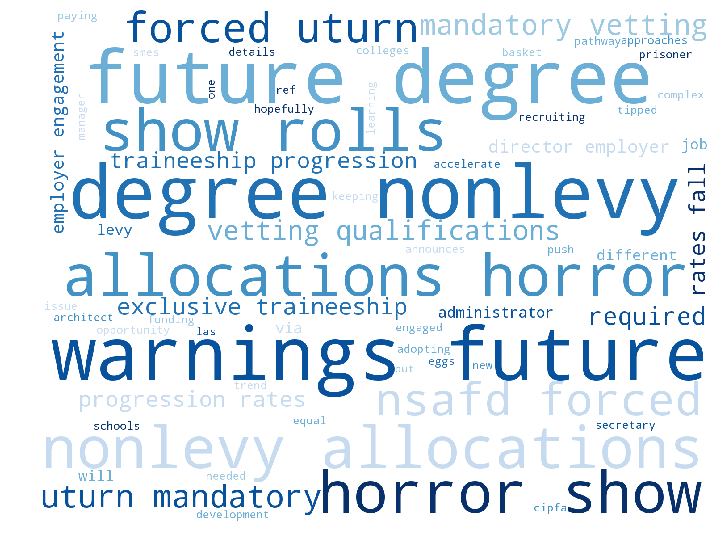 paying
forced uturn
mandatory vetting
smes
details
colleges
basket
pathway
approaches
prisoner
employer engagement
future degree
one
ref
complex
manager
hopefully
learning
tipped
recruiting
show rolls
director employer
job
traineeship progression
accelerate
degree nonlevy
keeping
rates fall
levy
vetting qualifications
announces
push
different
allocations horror
issue
exclusive traineeship
administrator
required
architect
funding
opportunity
las
via
engaged
warnings future
adopting
eggs
new
put
trend
progression rates
nsafd forced
schools
equal
secretary
nonlevy allocations
will
needed
horror show
uturn mandatory
development
cipfa